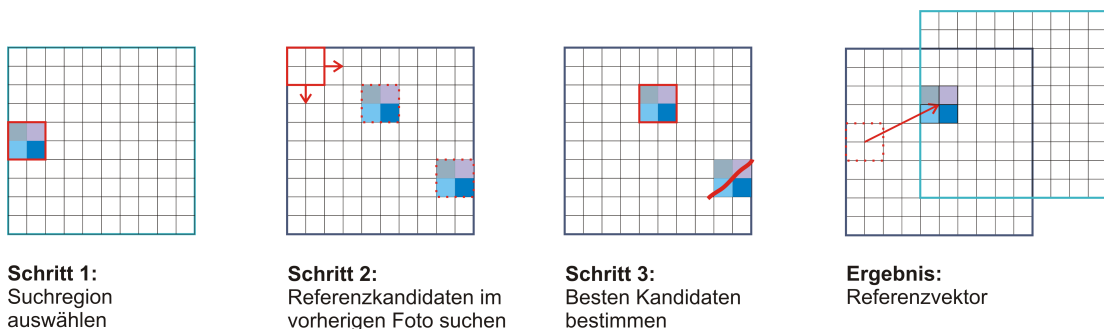 Schritt 1:
Suchregion
auswählen
Schritt 2:
Referenzkandidaten im
vorherigen Foto suchen
Schritt 3:
Besten Kandidaten
bestimmen
Ergebnis:
Referenzvektor